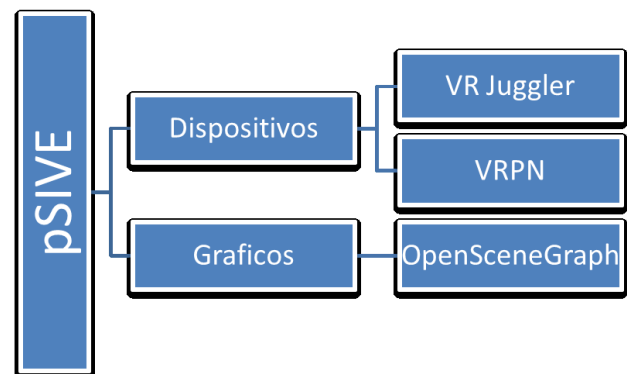 pSIVE
Dispositivos
VR Juggler
VRPN
Graficos
OpenSceneGraph